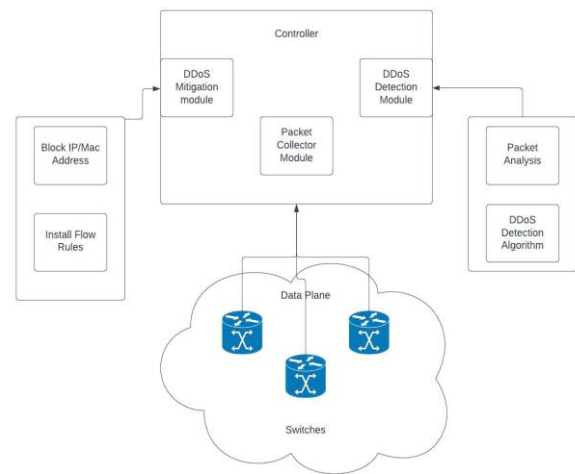 Controller
DDoS
Mitigation
module
DDoS
Detection
Module
Packet
Collector
Module
Block IP/Mac
Address
Install Flow
Rules
Packet
Analysis
DDoS
Detection
Algorithm
Data Plane
Switches